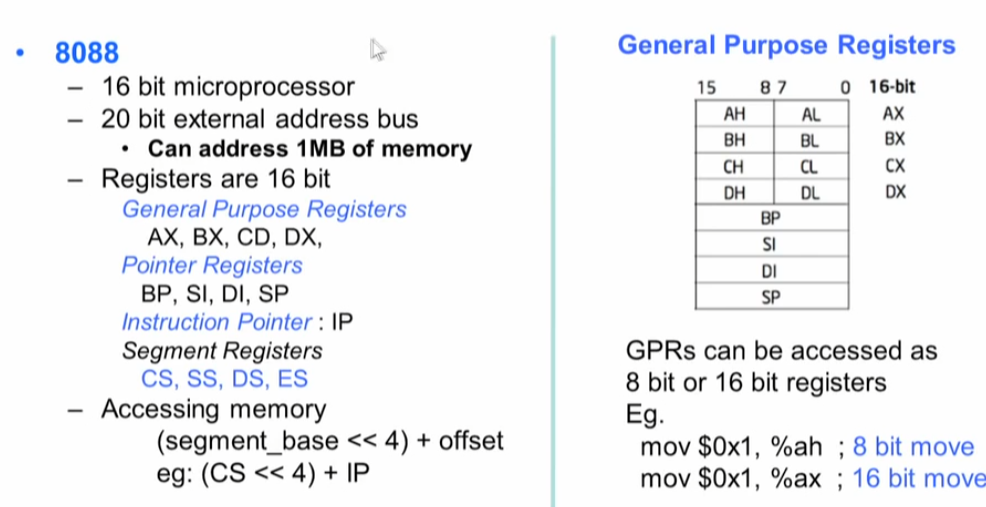 • 8088
– 16 bit microprocessor
– 20 bit external address bus
• Can address 1MB of memory
– Registers are 16 bit
General Purpose Registers
AX, BX, CD, DX,
Pointer Registers
BP, SI, DI, SP
Instruction Pointer : IP
Segment Registers
CS, SS, DS, ES
– Accessing memory
(segment_base << 4) + offset
eg: (CS << 4) + IP
General Purpose Registers
15 8 7 0 16-bit
AH AL AX
BH BL BX
CH CL CX
DH DL DX
BP
SI
DI
SP
GPRs can be accessed as
8 bit or 16 bit registers
Eg.
mov $0x1, %ah ; 8 bit move
mov $0x1, %ax ; 16 bit move